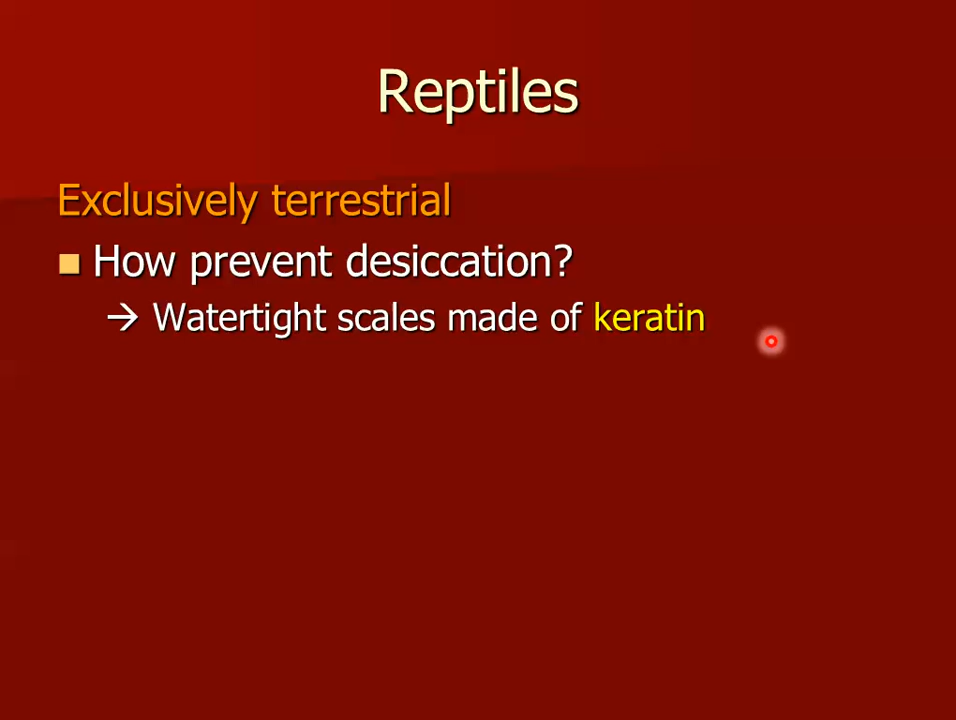 Reptiles
Exclusively terrestrial
■ How prevent desiccation?
→ Watertight scales made of keratin